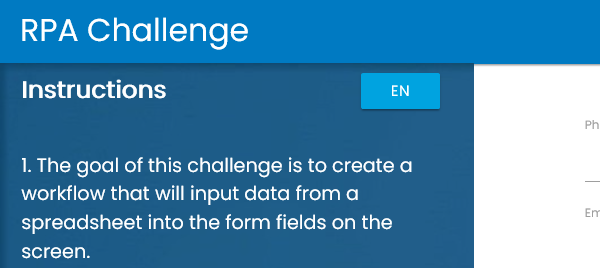 RPA Challenge
Instructions
EN
1. The goal of this challenge is to create a
workflow that will input data from a
spreadsheet into the form fields on the
screen.
Ph
Em